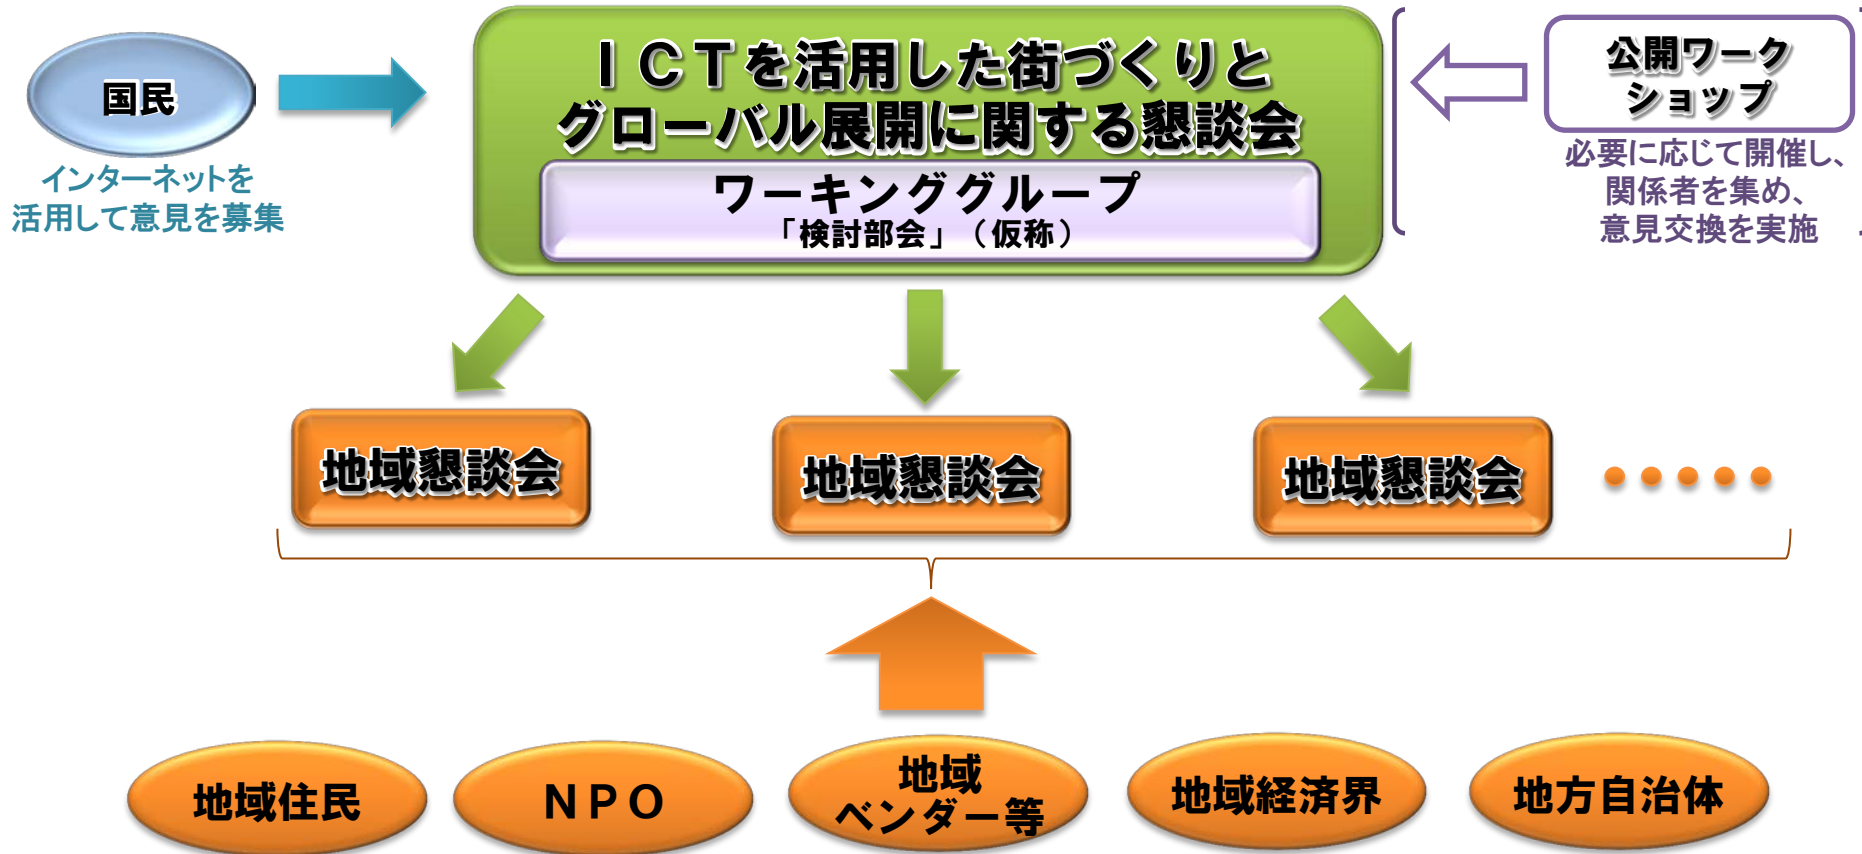 国民
インターネットを
活用して意見を募集
ＩＣＴを活用した街づくりと
グローバル展開に関する懇談会
ワーキンググループ
「検討部会」（仮称）
公開ワーク
ショップ
必要に応じて開催し、
関係者を集め、
意見交換を実施
地域懇談会
地域懇談会
地域懇談会
地域住民
ＮＰＯ
地域
ベンダー等
地域経済界
地方自治体